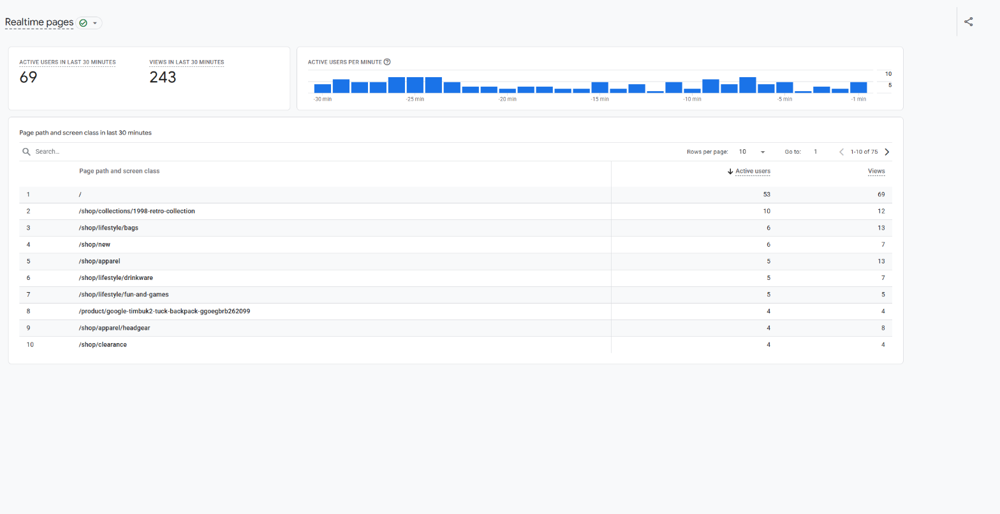 Realtime pages
ACTIVE USERS IN LAST 30 MINUTES
69
VIEWS IN LAST 30 MINUTES
243
ACTIVE USERS PER MINUTE
10
5
-30 min -25 min -20 min -15 min -10 min -5 min -1 min
Page path and screen class in last 30 minutes
Search… Rows per page: 10 Go to: 1 1-10 of 75
Page path and screen class Active users Views
1 / 53 69
2 /shop/collections/1998-retro-collection 10 12
3 /shop/lifestyle/bags 6 13
4 /shop/new 6 7
5 /shop/apparel 5 13
6 /shop/lifestyle/drinkware 5 7
7 /shop/lifestyle/fun-and-games 5 5
8 /product/google-timbuk2-tuck-backpack-ggoegbrb262099 4 4
9 /shop/apparel/headgear 4 8
10 /shop/clearance 4 4